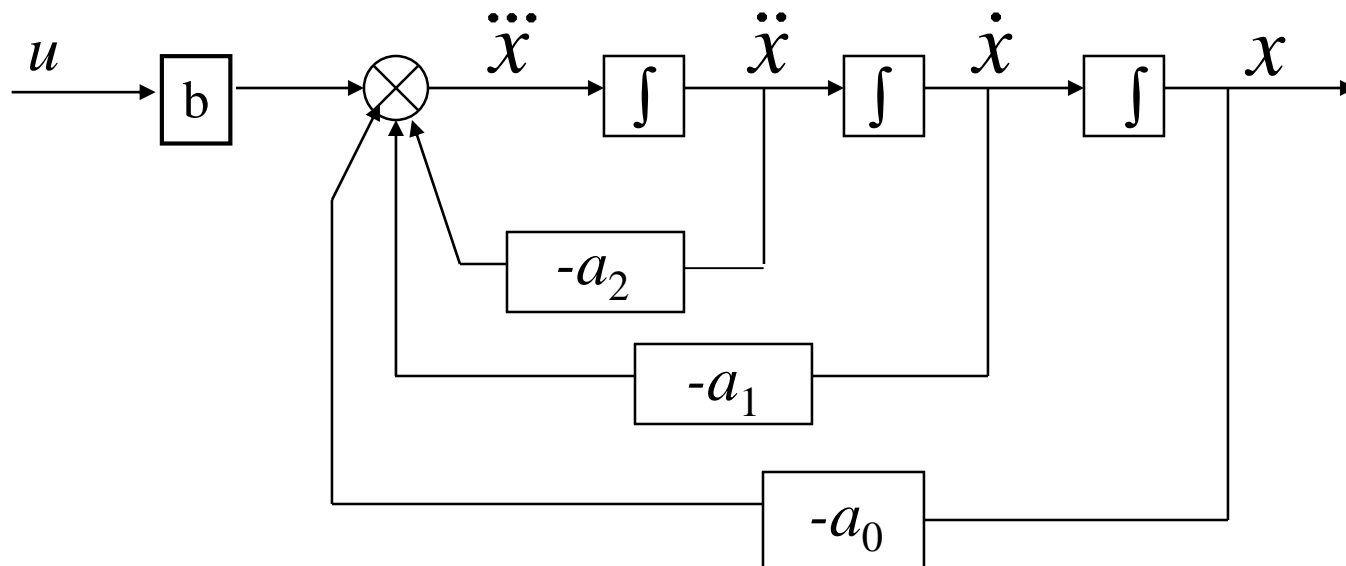 u b x⃛ ∫ ẍ ∫ ẋ ∫ x
-a₂
-a₁
-a₀